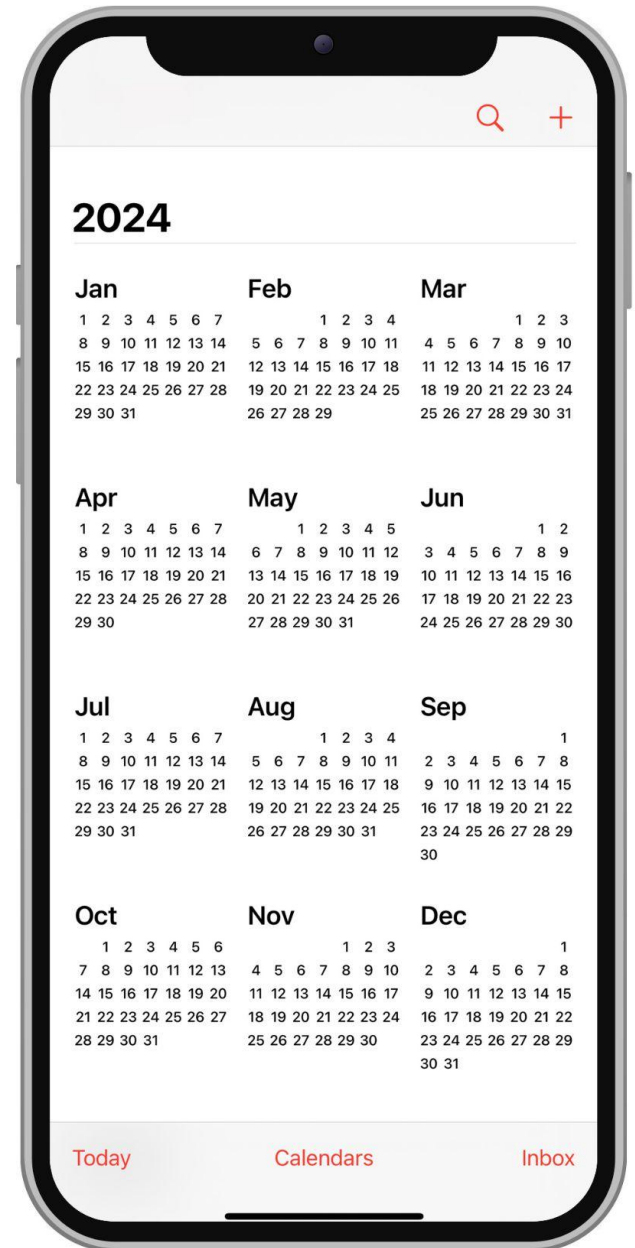 2024
Jan Feb Mar
1 2 3 4 5 6 7 1 2 3 4 1 2 3
8 9 10 11 12 13 14 5 6 7 8 9 10 11 4 5 6 7 8 9 10
15 16 17 18 19 20 21 12 13 14 15 16 17 18 11 12 13 14 15 16 17
22 23 24 25 26 27 28 19 20 21 22 23 24 25 18 19 20 21 22 23 24
29 30 31 26 27 28 29 25 26 27 28 29 30 31
Apr May Jun
1 2 3 4 5 6 7 1 2 3 4 5 1 2
8 9 10 11 12 13 14 6 7 8 9 10 11 12 3 4 5 6 7 8 9
15 16 17 18 19 20 21 13 14 15 16 17 18 19 10 11 12 13 14 15 16
22 23 24 25 26 27 28 20 21 22 23 24 25 26 17 18 19 20 21 22 23
29 30 27 28 29 30 31 24 25 26 27 28 29 30
Jul Aug Sep
1 2 3 4 5 6 7 1 2 3 4 1
8 9 10 11 12 13 14 5 6 7 8 9 10 11 2 3 4 5 6 7 8
15 16 17 18 19 20 21 12 13 14 15 16 17 18 9 10 11 12 13 14 15
22 23 24 25 26 27 28 19 20 21 22 23 24 25 16 17 18 19 20 21 22
29 30 31 26 27 28 29 30 31 23 24 25 26 27 28 29
30
Oct Nov Dec
1 2 3 4 5 6 1 2 3 1
7 8 9 10 11 12 13 4 5 6 7 8 9 10 2 3 4 5 6 7 8
14 15 16 17 18 19 20 11 12 13 14 15 16 17 9 10 11 12 13 14 15
21 22 23 24 25 26 27 18 19 20 21 22 23 24 16 17 18 19 20 21 22
28 29 30 31 25 26 27 28 29 30 23 24 25 26 27 28 29
30 31
Today Calendars Inbox